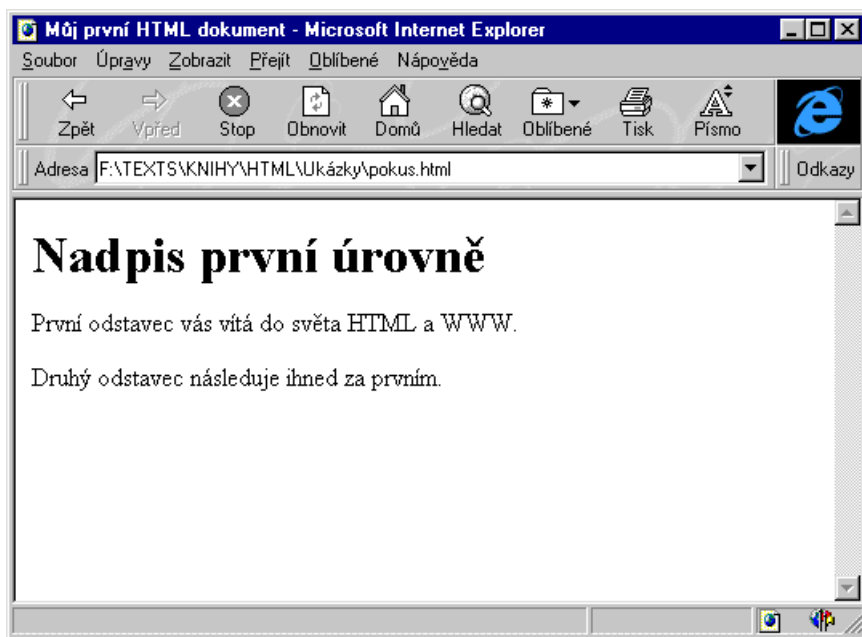 Můj první HTML dokument - Microsoft Internet Explorer
Soubor Úpravy Zobrazit Přejít Oblíbené Nápověda
Zpět Vpřed Stop Obnovit Domů Hledat Oblíbené Tisk Písmo
Adresa F:\TEXTS\KNIHY\HTML\Ukázky\pokus.html Odkazy
Nadpis první úrovně
První odstavec vás vítá do světa HTML a WWW.
Druhý odstavec následuje ihned za prvním.